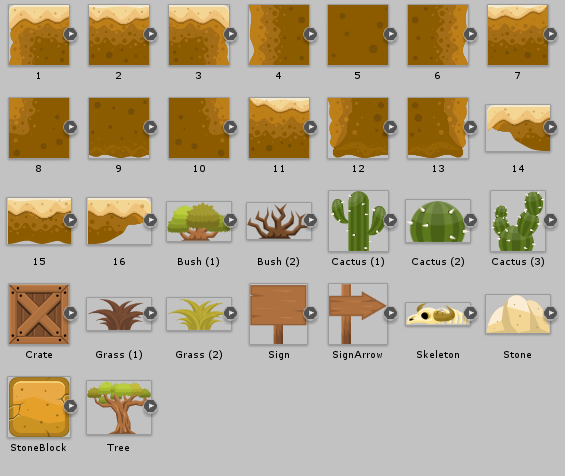 1 2 3 4 5 6 7
8 9 10 11 12 13 14
15 16 Bush (1) Bush (2) Cactus (1) Cactus (2) Cactus (3)
Crate Grass (1) Grass (2) Sign SignArrow Skeleton Stone
StoneBlock Tree